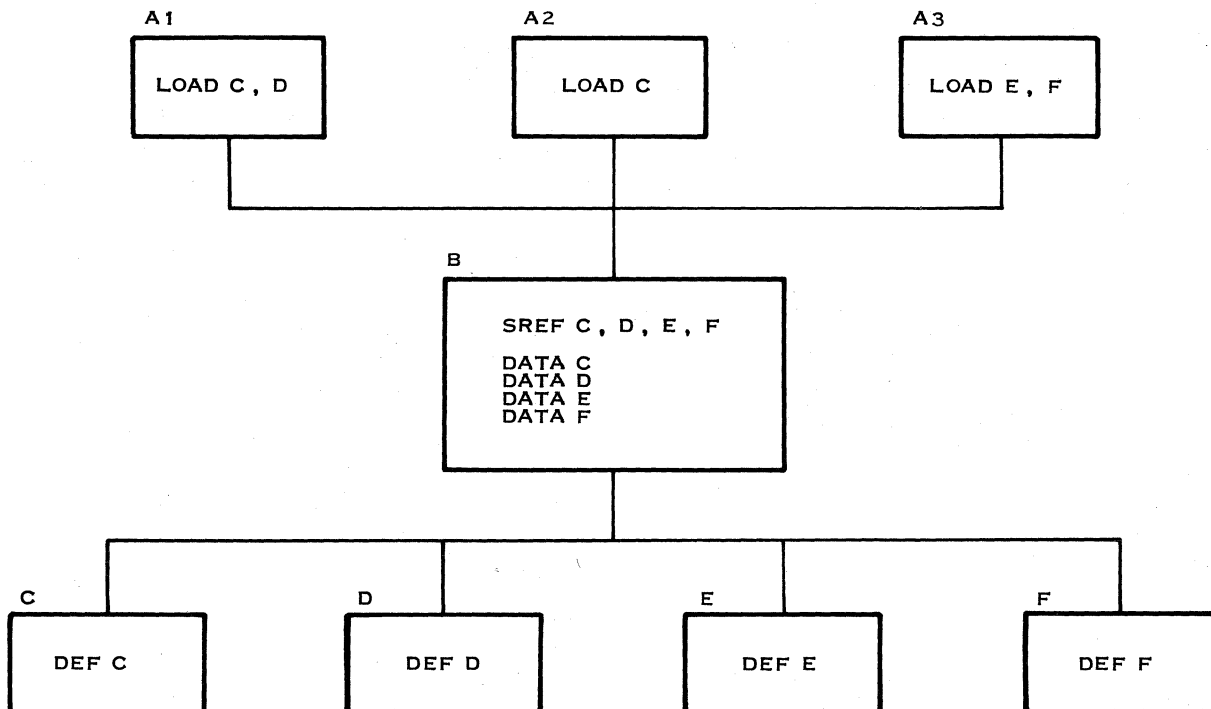 A1
A2
A3
LOAD C, D
LOAD C
LOAD E, F
B
SREF C, D, E, F
DATA C
DATA D
DATA E
DATA F
C
D
E
F
DEF C
DEF D
DEF E
DEF F